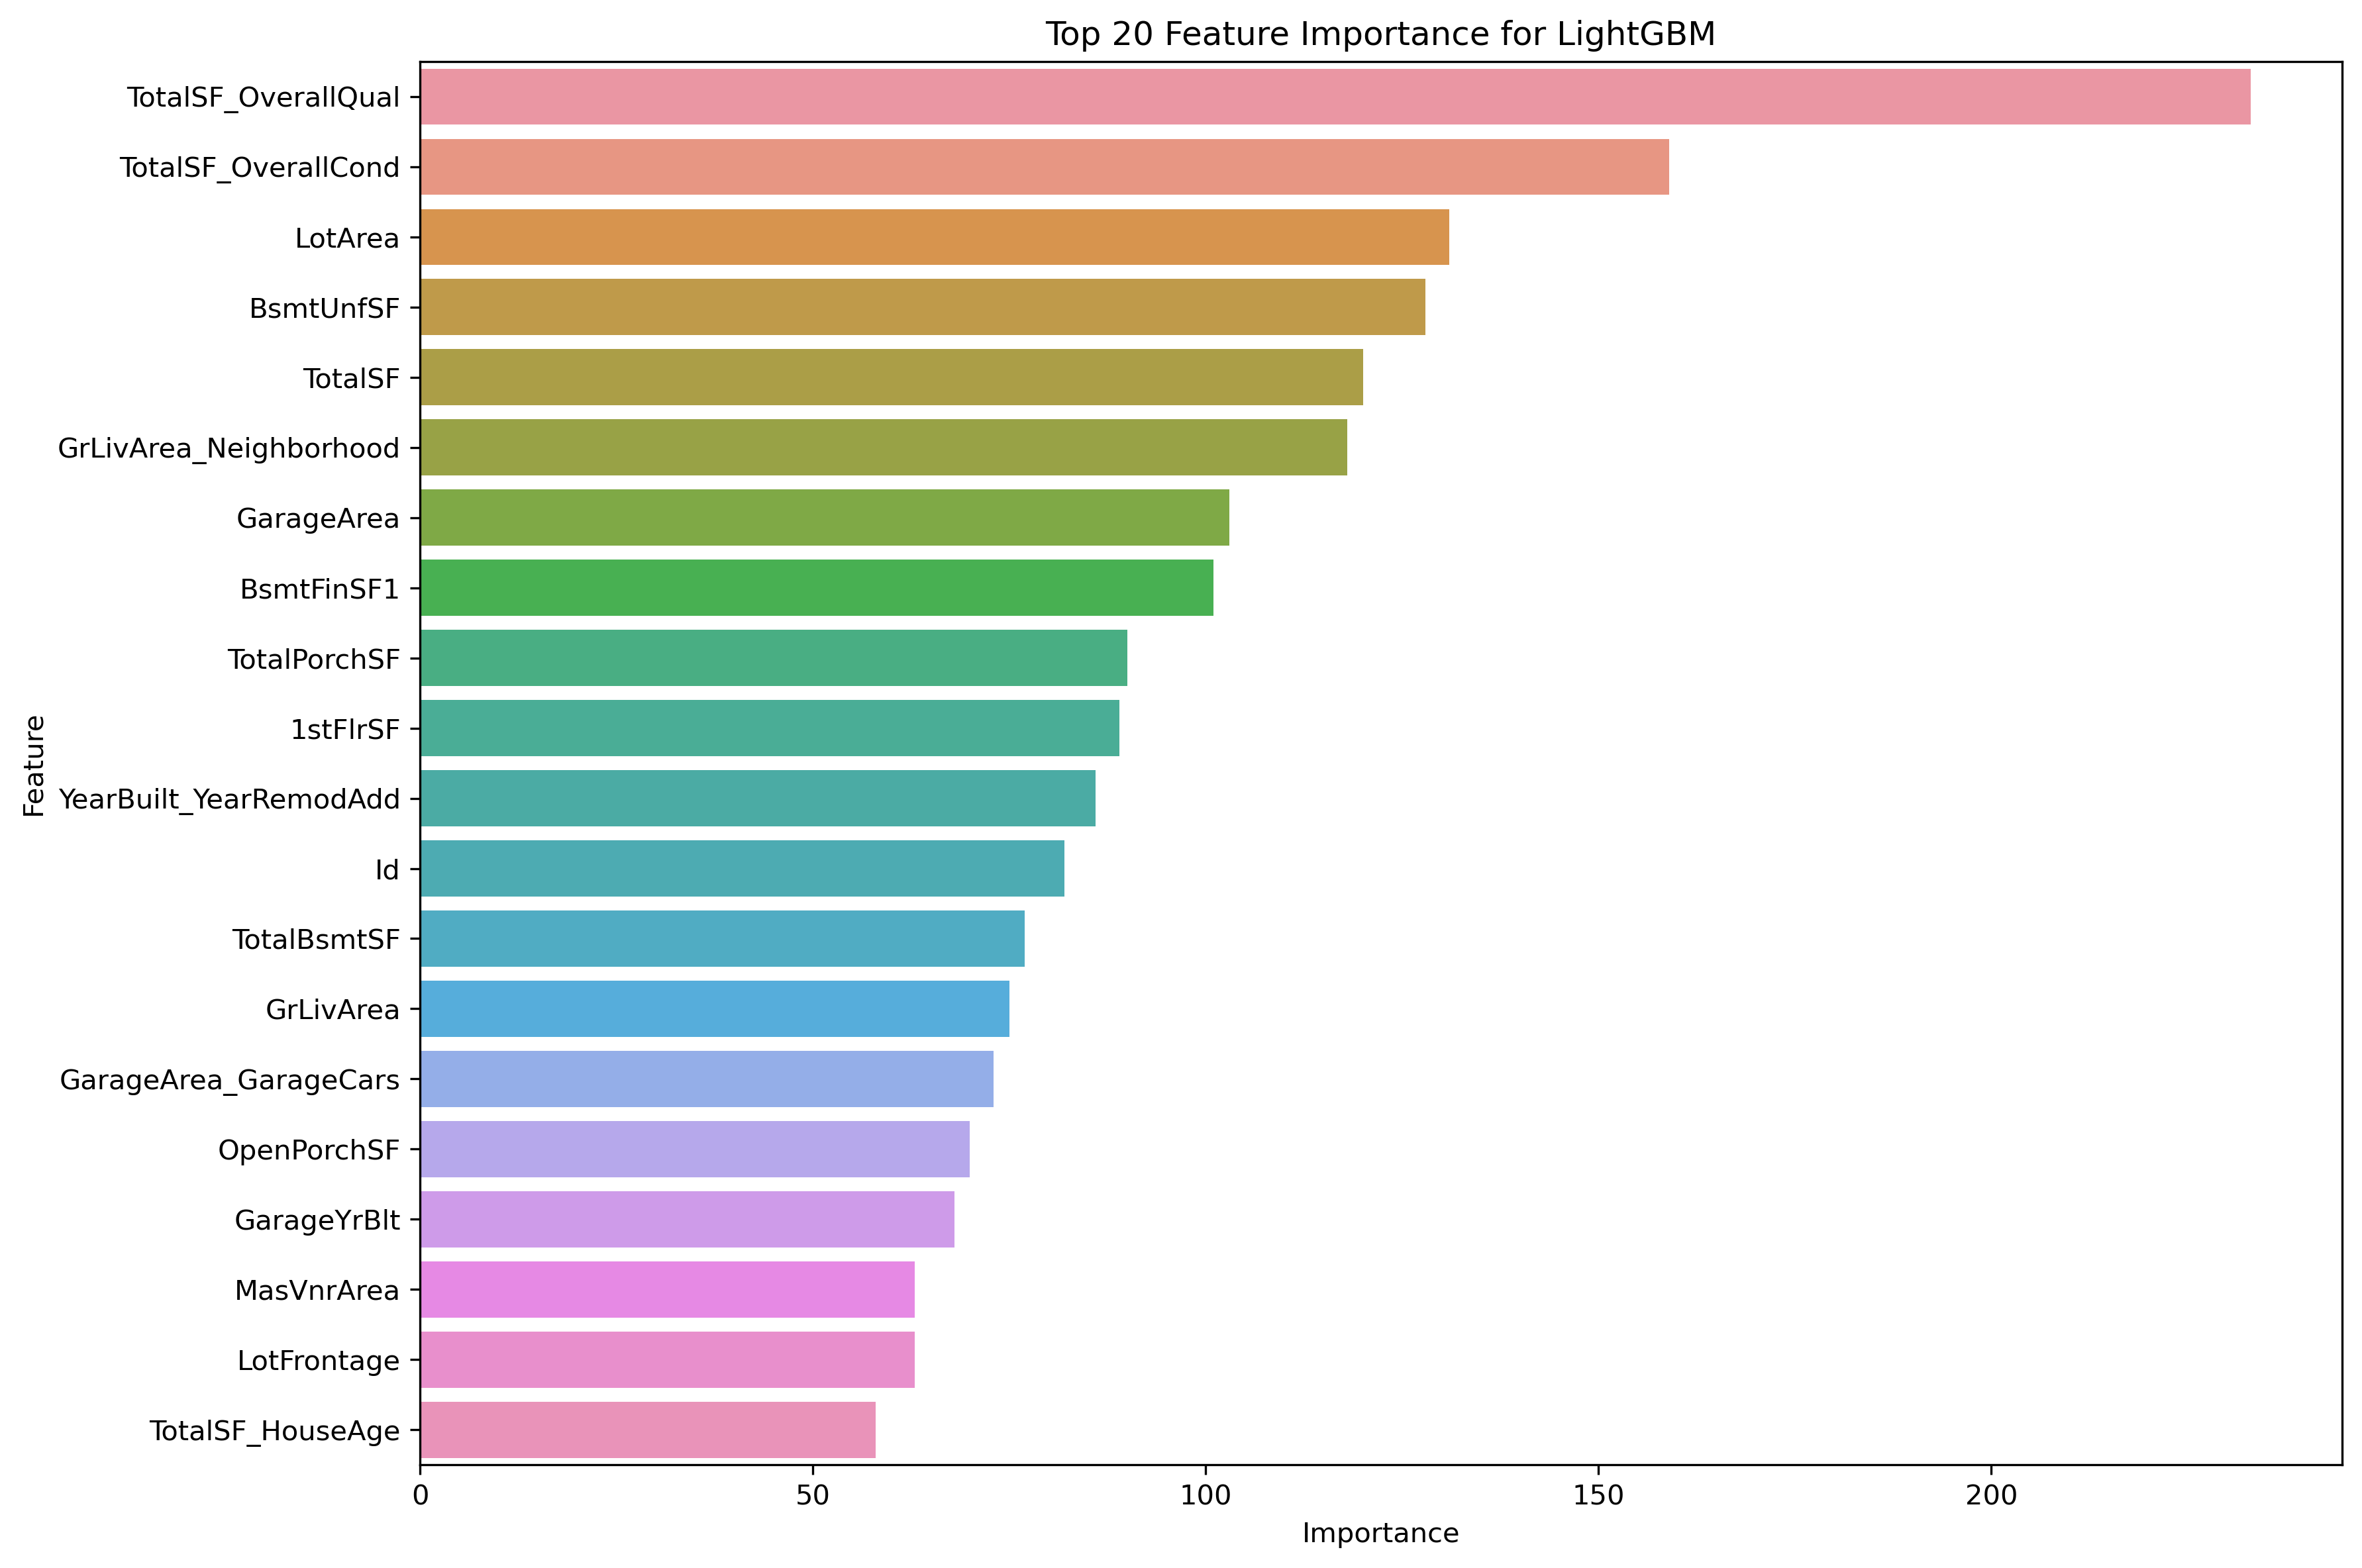 Top 20 Feature Importance for LightGBM
TotalSF_OverallQual
TotalSF_OverallCond
LotArea
BsmtUnfSF
TotalSF
GrLivArea_Neighborhood
GarageArea
BsmtFinSF1
TotalPorchSF
1stFlrSF
YearBuilt_YearRemodAdd
Id
TotalBsmtSF
GrLivArea
GarageArea_GarageCars
OpenPorchSF
GarageYrBlt
MasVnrArea
LotFrontage
TotalSF_HouseAge
Feature
0 50 100 150 200
Importance